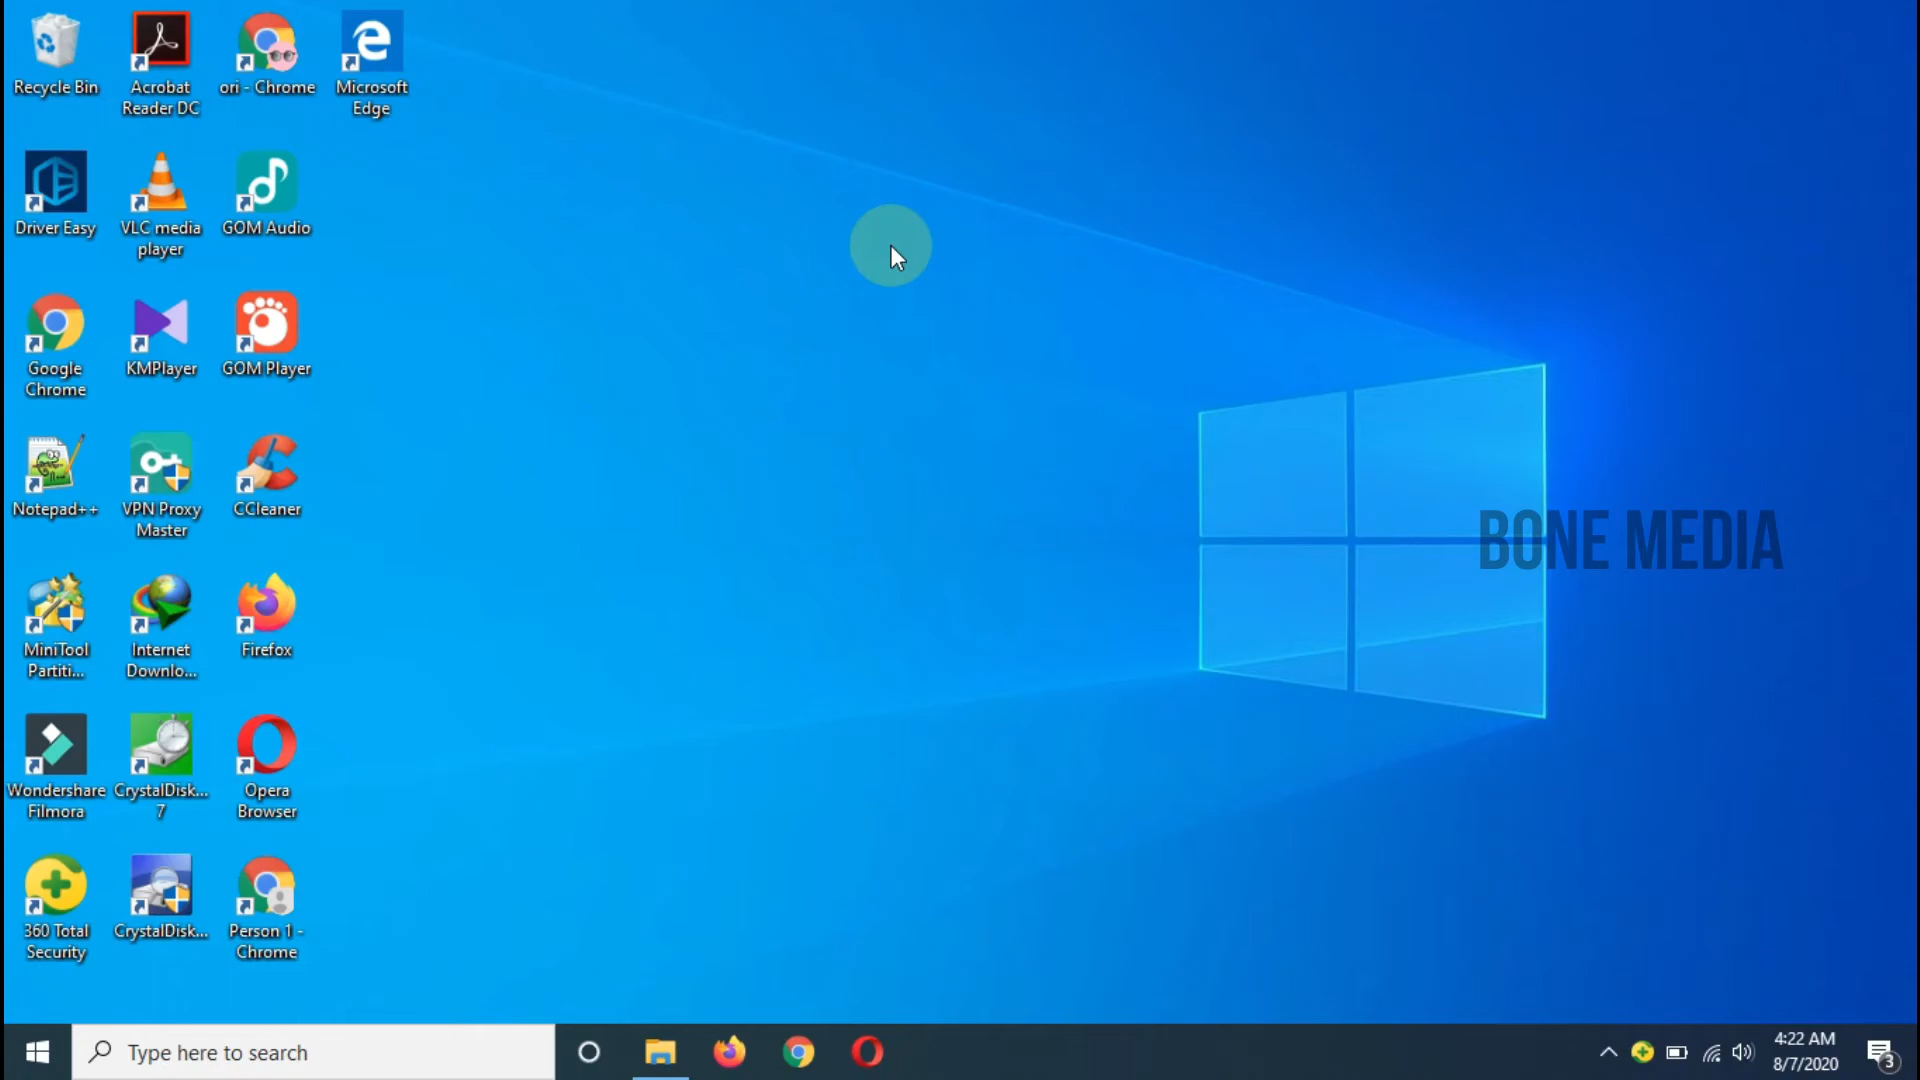 Recycle Bin
Acrobat
Reader DC
ori - Chrome
Microsoft
Edge
Driver Easy
VLC media
player
GOM Audio
Google
Chrome
KMPlayer
GOM Player
Notepad++
VPN Proxy
Master
CCleaner
MiniTool
Partiti...
Internet
Downlo...
Firefox
Wondershare
Filmora
CrystalDisk...
7
Opera
Browser
360 Total
Security
CrystalDisk...
Person 1 -
Chrome
BONE MEDIA
Type here to search
4:22 AM
8/7/2020
3